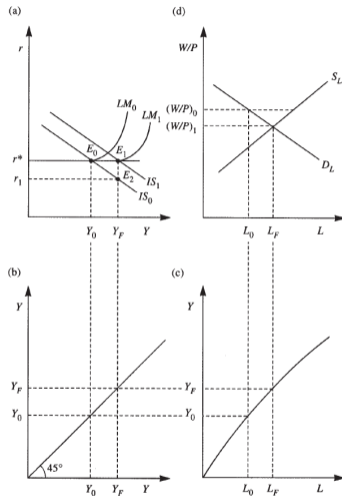 (a)
r
LM₀
LM₁
E₀
E₁
r*
r₁
E₂
IS₁
IS₀
Y₀
Y_F
Y
(d)
W/P
S_L
(W/P)₀
(W/P)₁
D_L
L₀
L_F
L
(b)
Y
Y_F
Y₀
45°
Y₀
Y_F
Y
(c)
Y
Y_F
Y₀
L₀
L_F
L